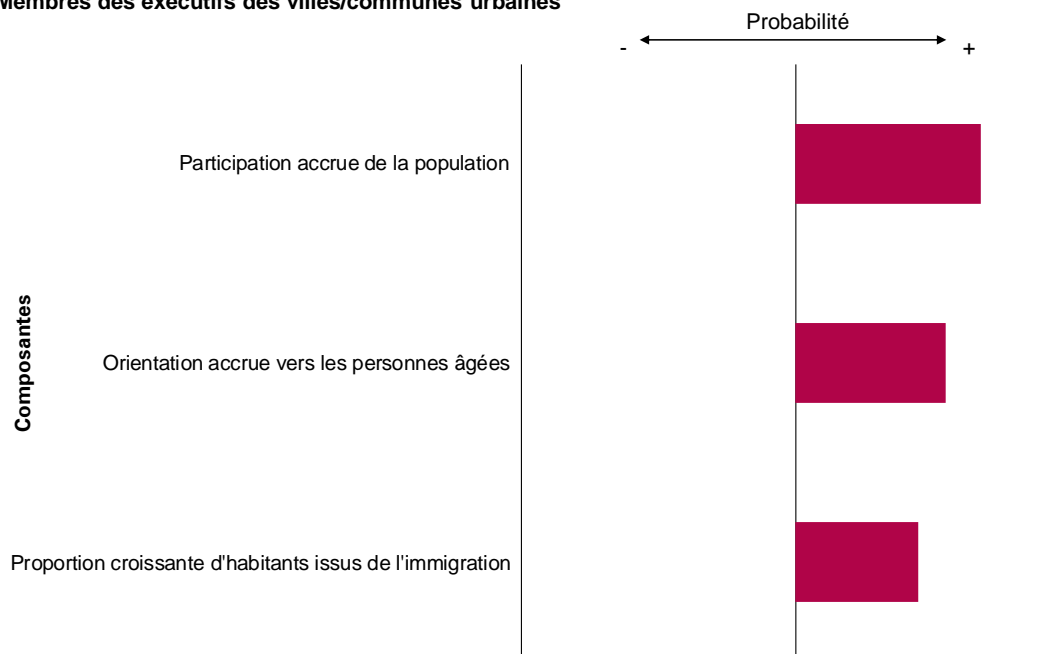 Membres des exécutifs des villes/communes urbaines
Probabilité
- +
Participation accrue de la population
Composantes
Orientation accrue vers les personnes âgées
Proportion croissante d'habitants issus de l'immigration